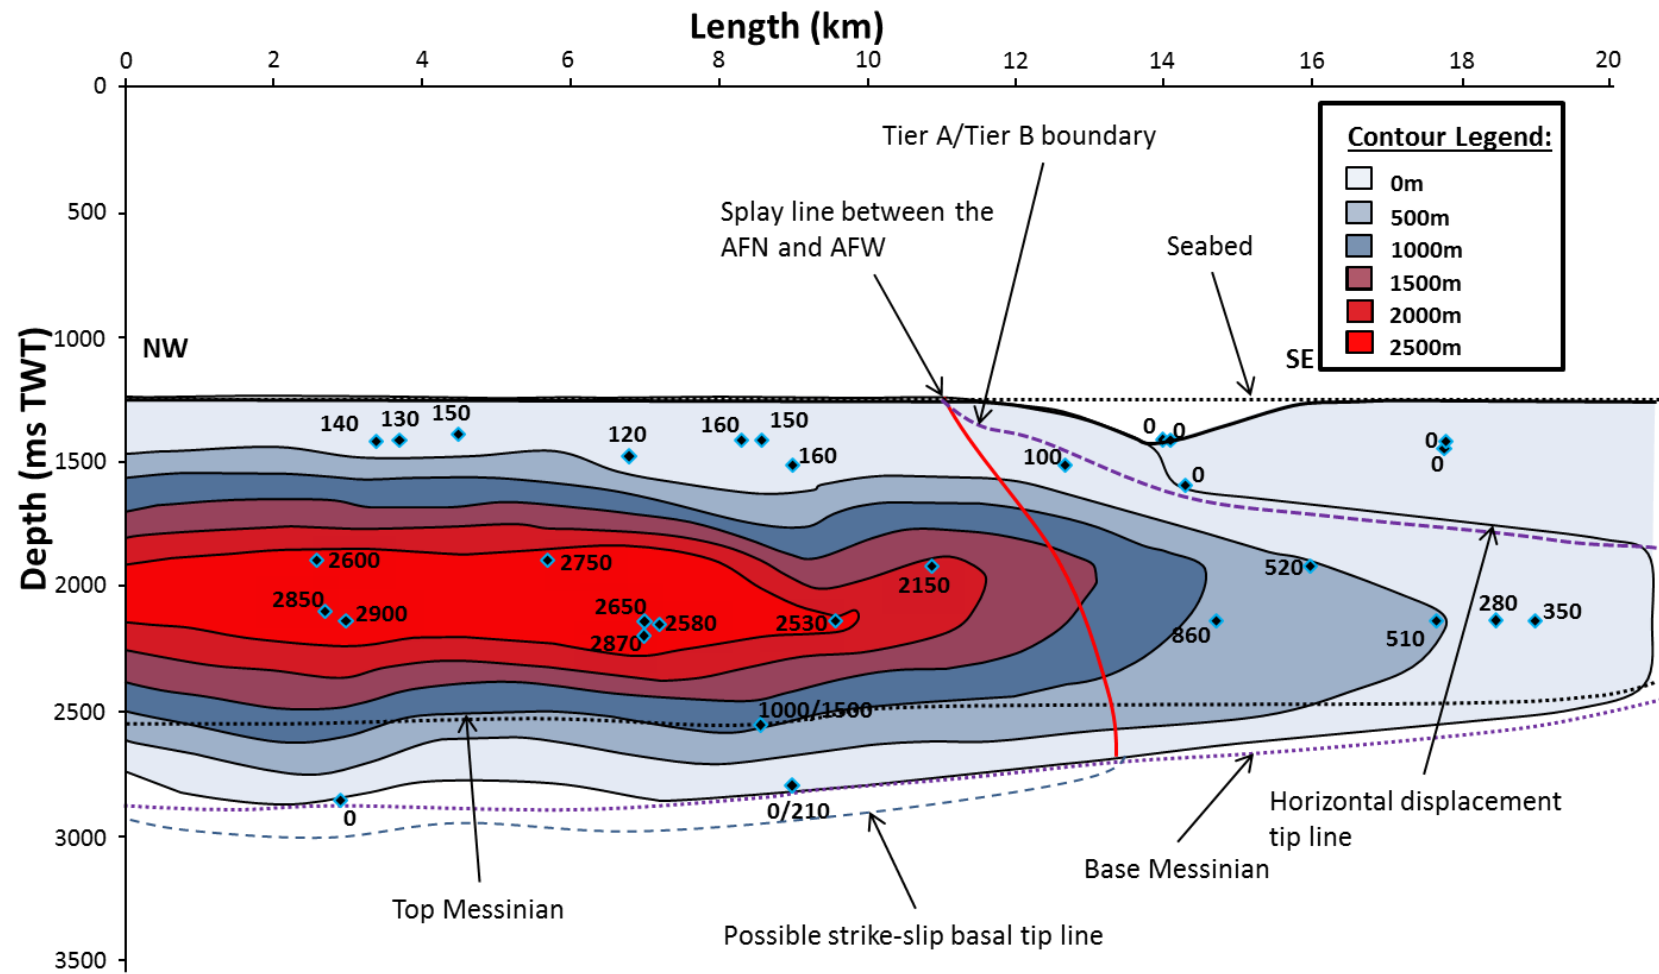 Length (km)
0 2 4 6 8 10 12 14 16 18 20
0
500
1000
1500
2000
2500
3000
3500
Depth (ms TWT)
Contour Legend:
0m
500m
1000m
1500m
2000m
2500m
Tier A/Tier B boundary
Splay line between the
AFN and AFW
Seabed
NW
SE
140 130 150
120
160 150
160
100
0 0
0
0
0
2600
2750
2850
2900
2650
2580
2870
2530
2150
520
860
510
280
350
1000/1500
0
0/210
Horizontal displacement
tip line
Base Messinian
Top Messinian
Possible strike-slip basal tip line